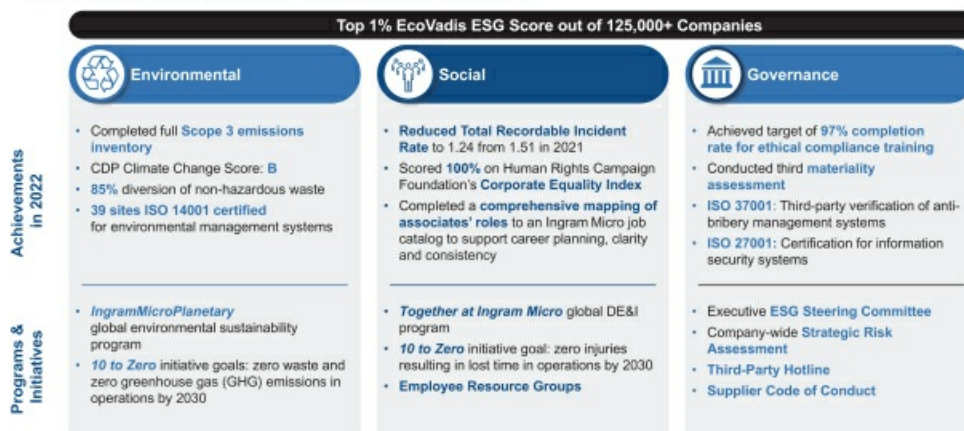 Top 1% EcoVadis ESG Score out of 125,000+ Companies
Environmental
Social
Governance
Achievements
in 2022
• Completed full Scope 3 emissions
inventory
• CDP Climate Change Score: B
• 85% diversion of non-hazardous waste
• 39 sites ISO 14001 certified
for environmental management systems
• Reduced Total Recordable Incident
Rate to 1.24 from 1.51 in 2021
• Scored 100% on Human Rights Campaign
Foundation's Corporate Equality Index
• Completed a comprehensive mapping of
associates' roles to an Ingram Micro job
catalog to support career planning, clarity
and consistency
• Achieved target of 97% completion
rate for ethical compliance training
• Conducted third materiality
assessment
• ISO 37001: Third-party verification of anti-
bribery management systems
• ISO 27001: Certification for information
security systems
Programs &
Initiatives
• IngramMicroPlanetary
global environmental sustainability
program
• 10 to Zero initiative goals: zero waste and
zero greenhouse gas (GHG) emissions in
operations by 2030
• Together at Ingram Micro global DE&I
program
• 10 to Zero initiative goal: zero injuries
resulting in lost time in operations by 2030
• Employee Resource Groups
• Executive ESG Steering Committee
• Company-wide Strategic Risk
Assessment
• Third-Party Hotline
• Supplier Code of Conduct